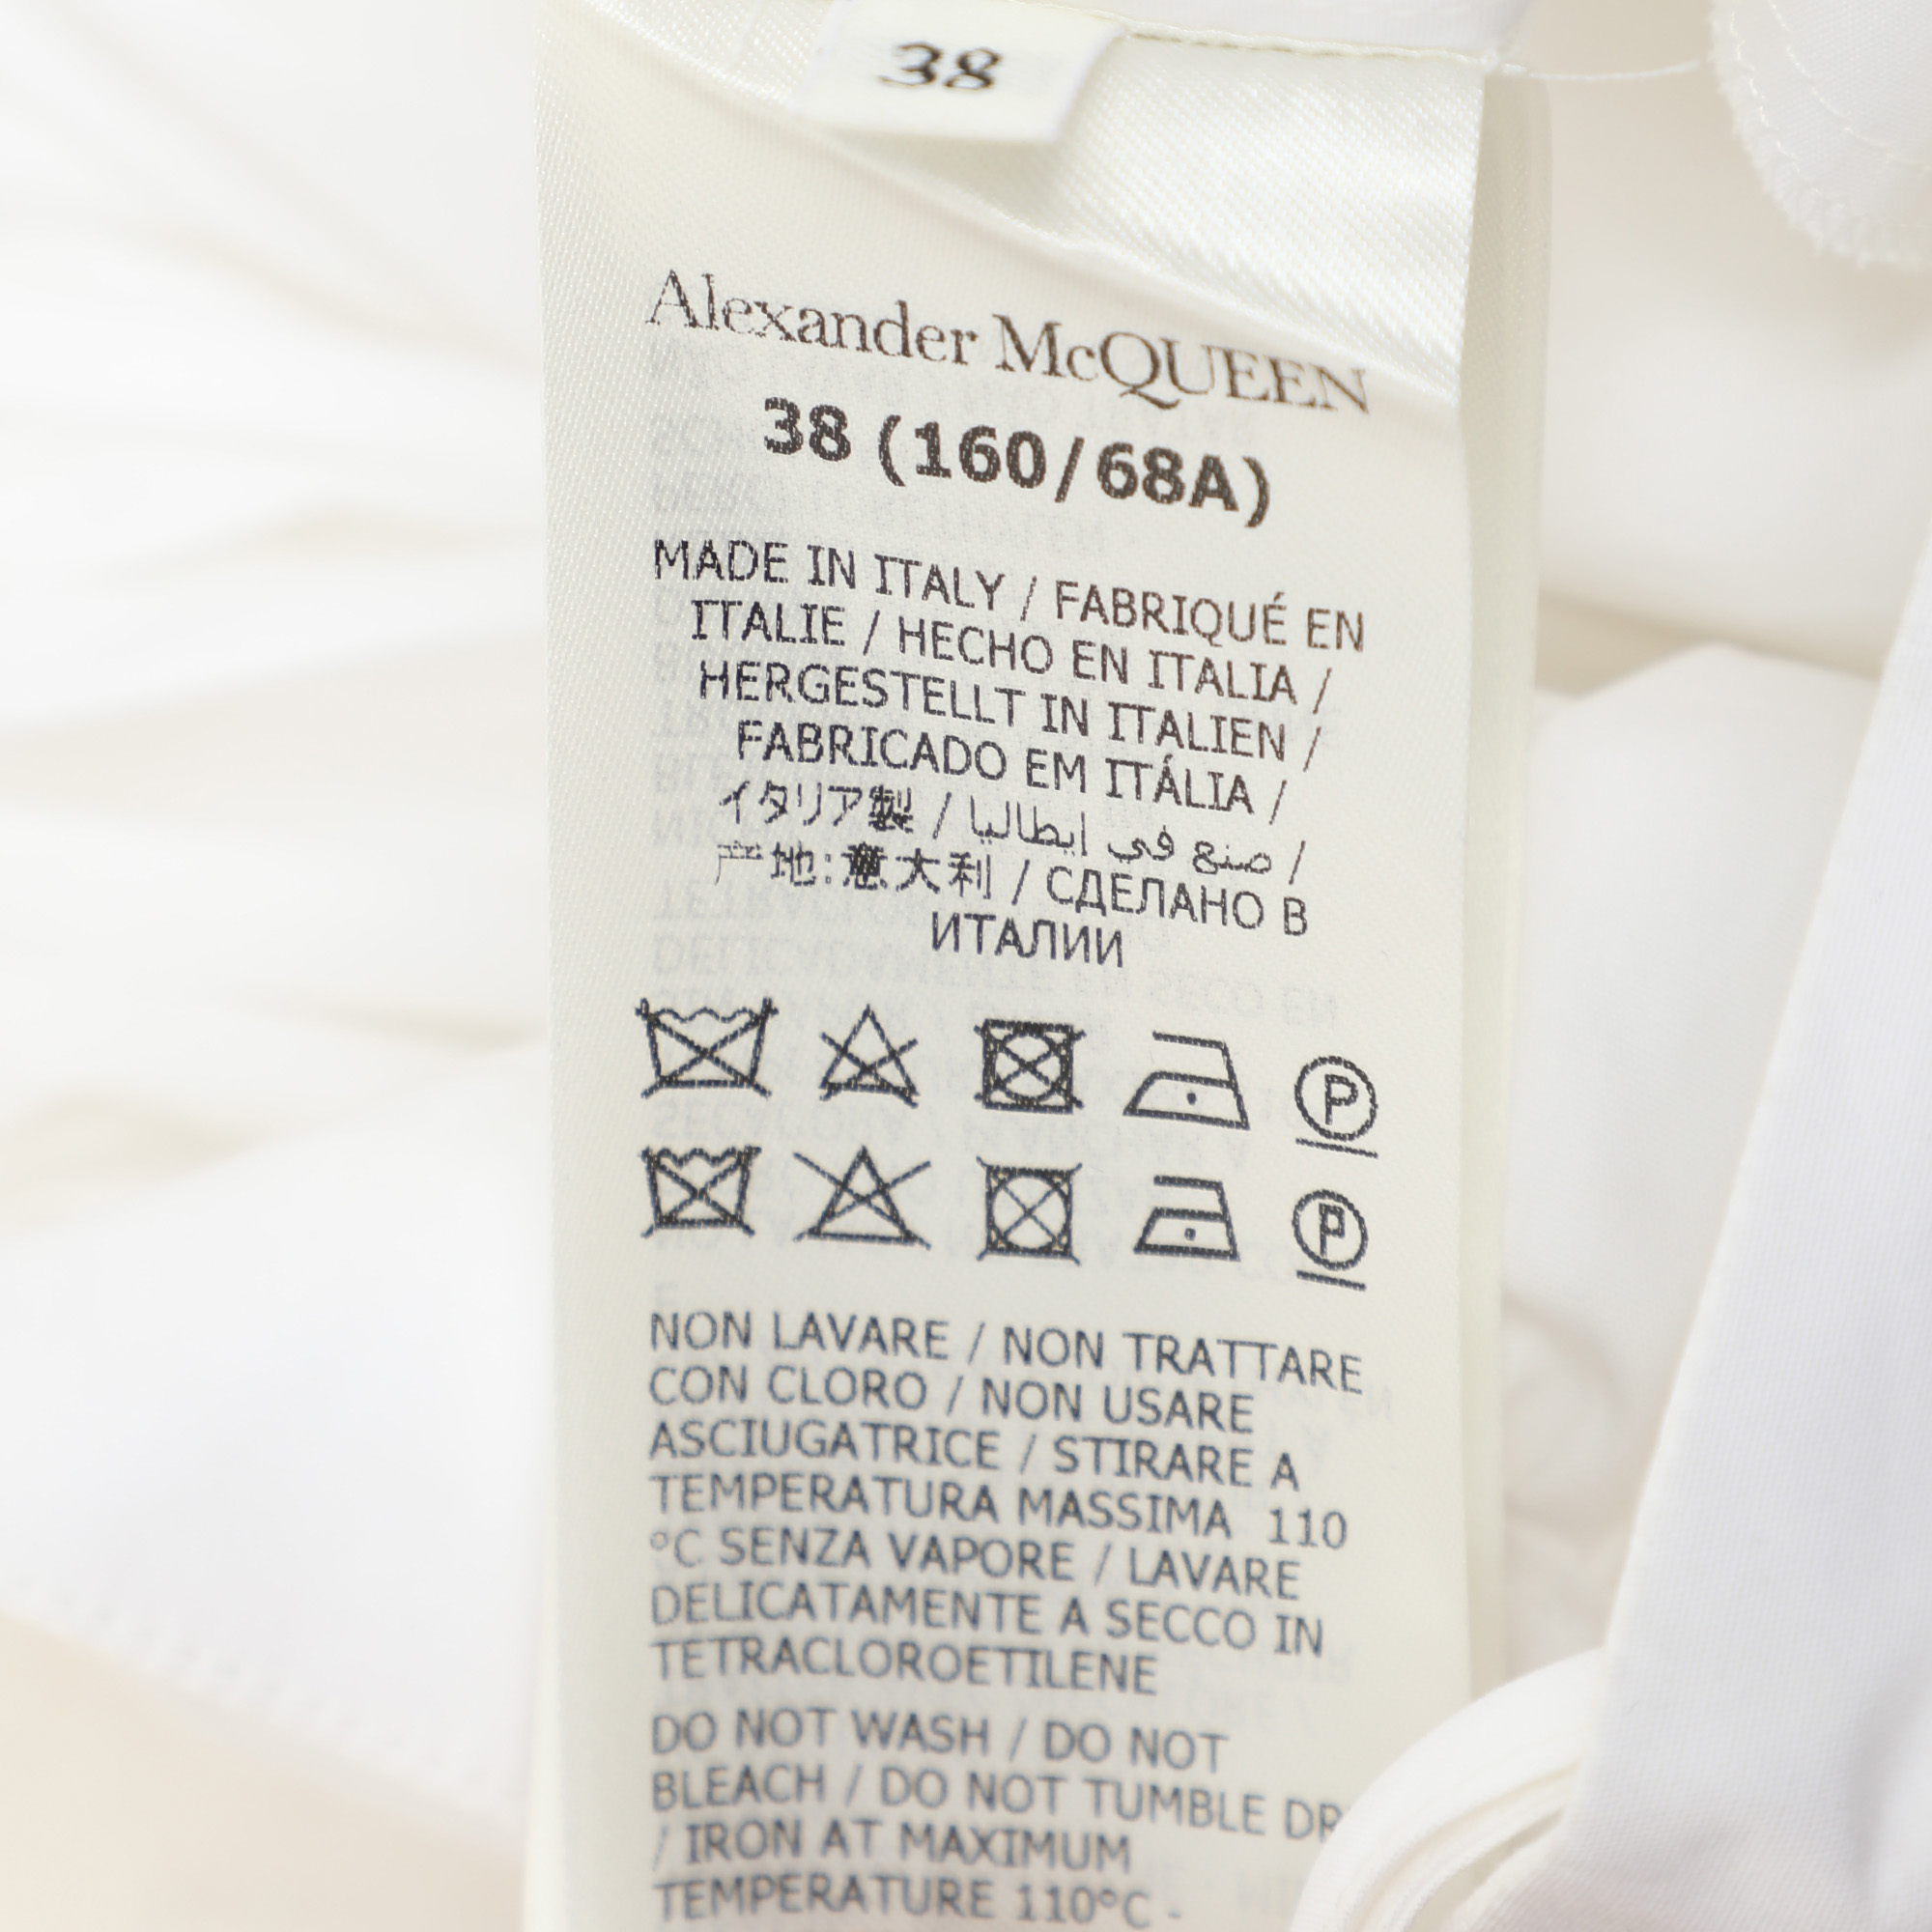 38
Alexander McQUEEN
38 (160/68A)
MADE IN ITALY / FABRIQUÉ EN
ITALIE / HECHO EN ITALIA /
HERGESTELLT IN ITALIEN /
FABRICADO EM ITÁLIA /
イタリア製 / صنع في إيطاليا /
产地:意大利 / СДЕЛАНО В
ИТАЛИИ
P
P
NON LAVARE / NON TRATTARE
CON CLORO / NON USARE
ASCIUGATRICE / STIRARE A
TEMPERATURA MASSIMA 110
°C SENZA VAPORE / LAVARE
DELICATAMENTE A SECCO IN
TETRACLOROETILENE
DO NOT WASH / DO NOT
BLEACH / DO NOT TUMBLE
/ IRON AT MAXIMUM
TEMPERATURE 110°C -